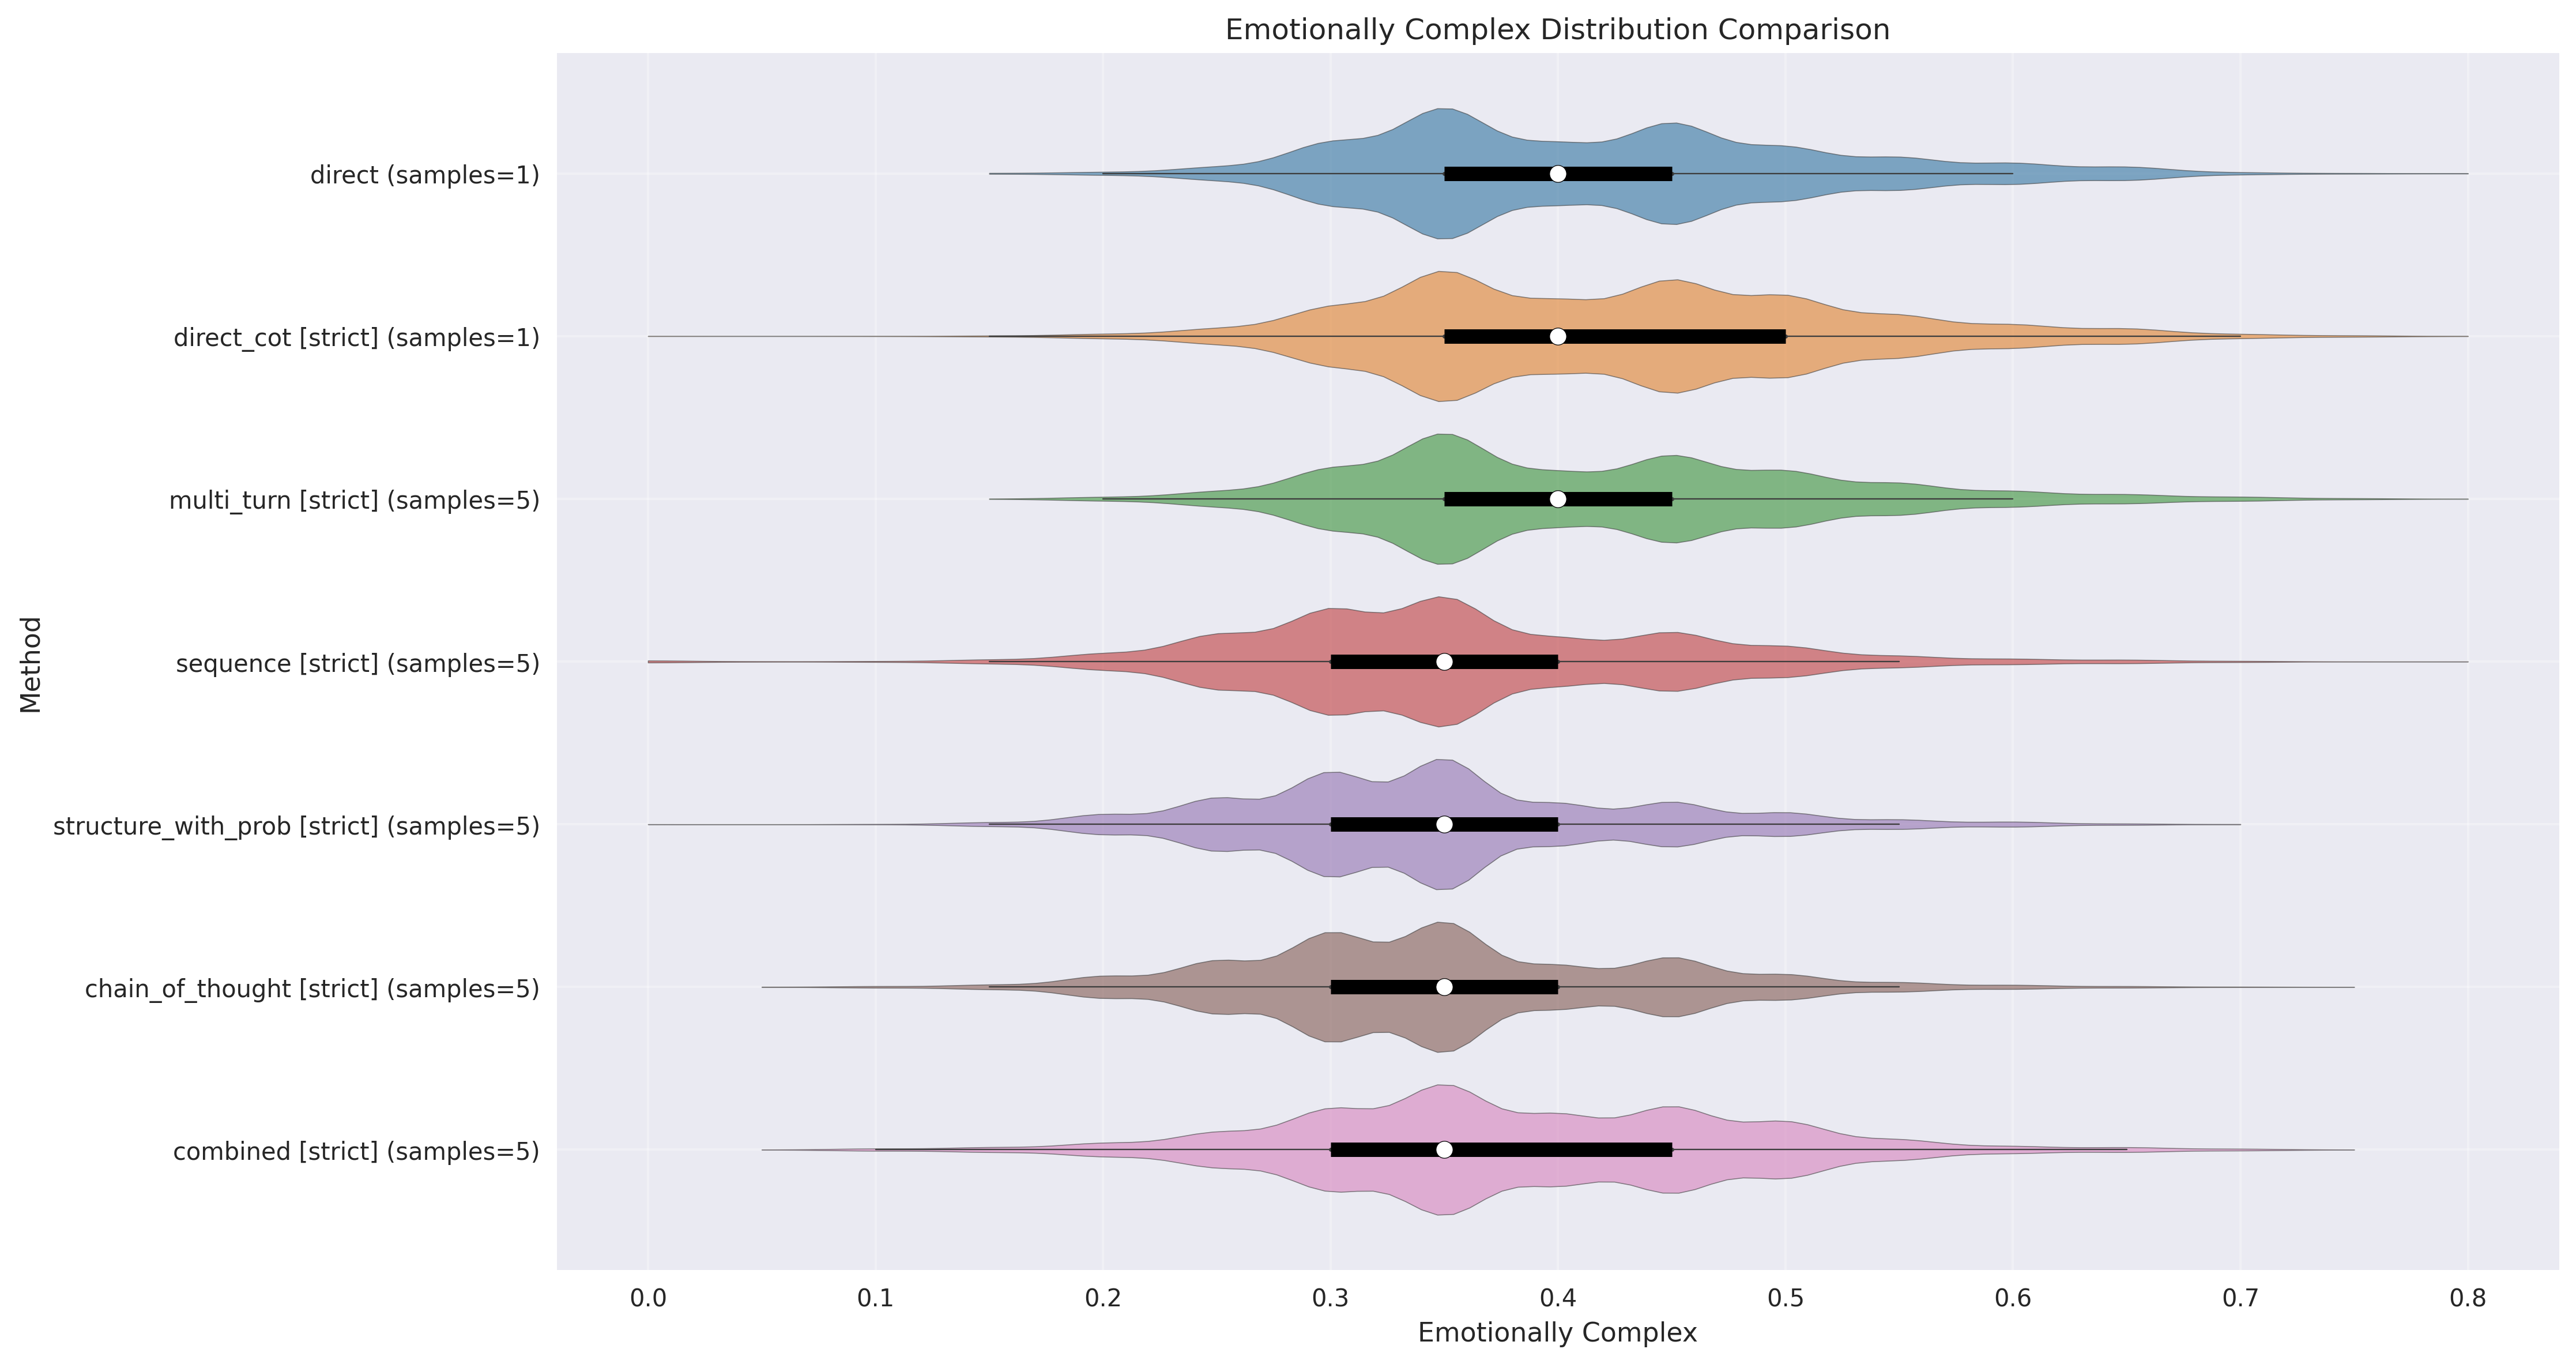 Emotionally Complex Distribution Comparison
direct (samples=1)
direct_cot [strict] (samples=1)
multi_turn [strict] (samples=5)
sequence [strict] (samples=5)
structure_with_prob [strict] (samples=5)
chain_of_thought [strict] (samples=5)
combined [strict] (samples=5)
Method
0.0 0.1 0.2 0.3 0.4 0.5 0.6 0.7 0.8
Emotionally Complex